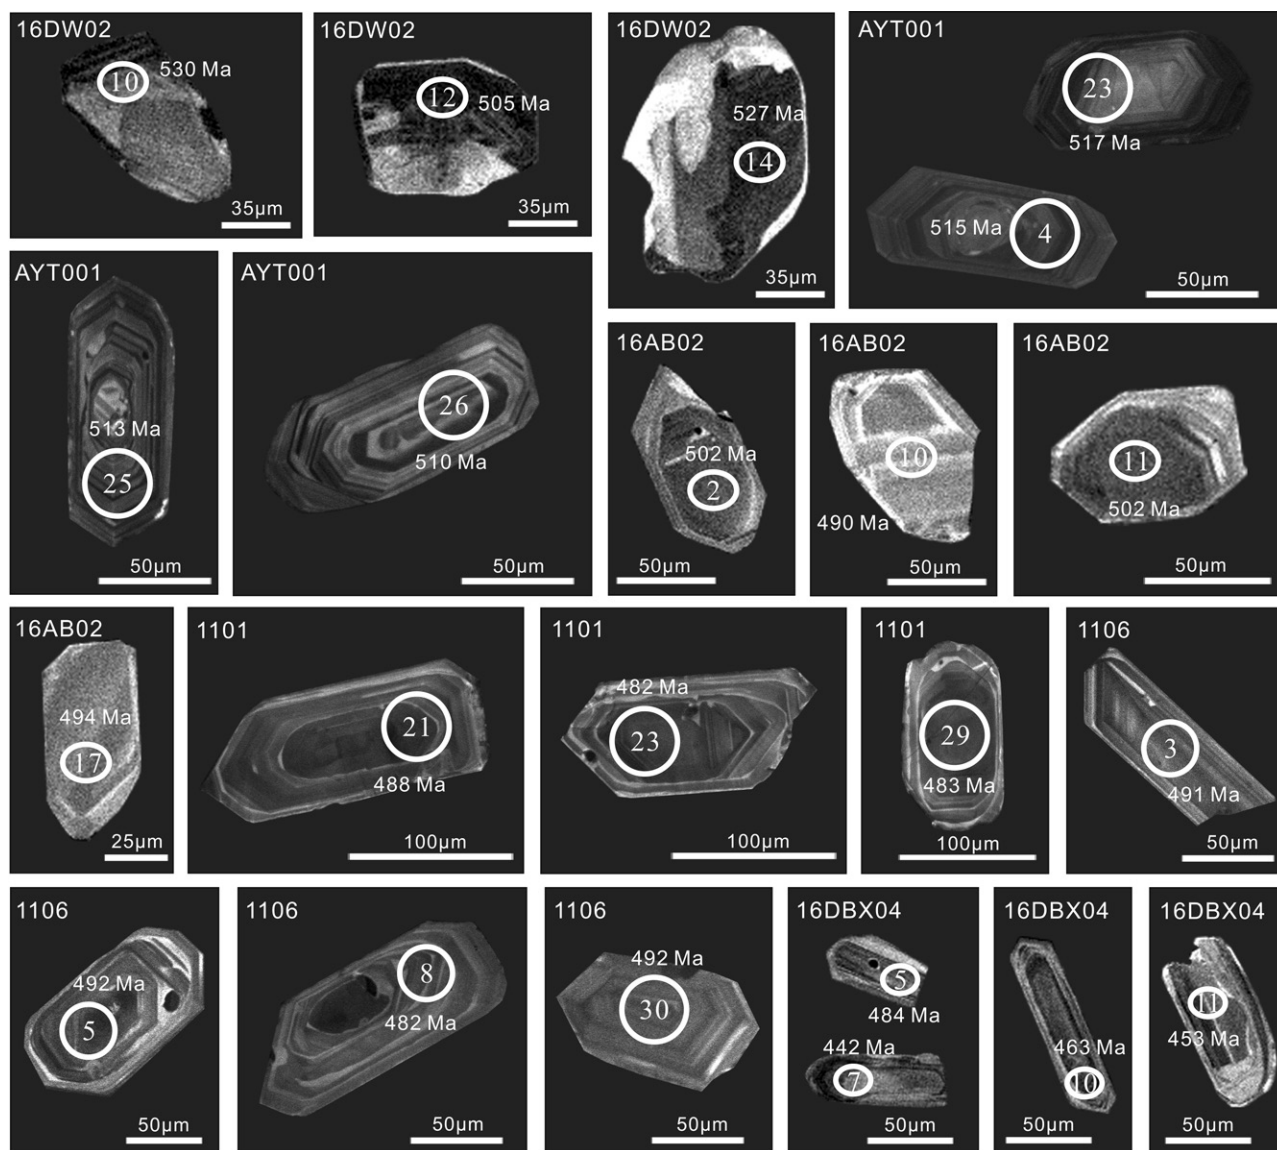 16DW02
10
530 Ma
35μm
16DW02
12
505 Ma
35μm
16DW02
527 Ma
14
35μm
AYT001
23
517 Ma
515 Ma
4
50μm
AYT001
513 Ma
25
50μm
AYT001
26
510 Ma
50μm
16AB02
502 Ma
2
50μm
16AB02
10
490 Ma
50μm
16AB02
11
502 Ma
50μm
16AB02
494 Ma
17
25μm
1101
21
488 Ma
100μm
1101
482 Ma
23
100μm
1101
29
483 Ma
100μm
1106
3
491 Ma
50μm
1106
492 Ma
5
50μm
1106
8
482 Ma
50μm
1106
492 Ma
30
50μm
16DBX04
5
484 Ma
442 Ma
7
50μm
16DBX04
463 Ma
10
50μm
16DBX04
11
453 Ma
50μm